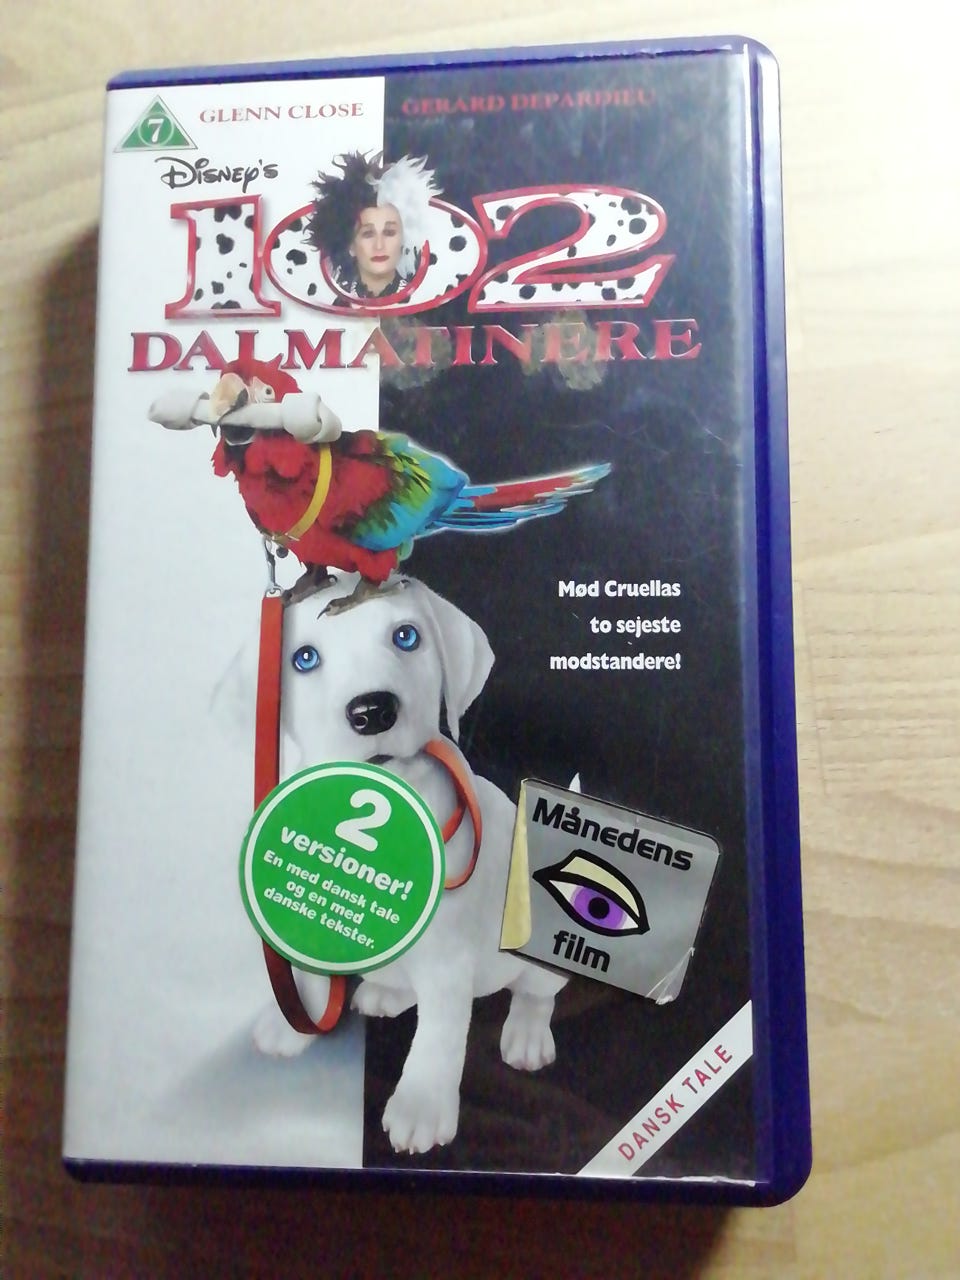 7
GLENN CLOSE
GERARD DEPARDIEU
DISNEY'S
102
DALMATINERE
Mød Cruellas
to sejeste
modstandere!
2
versioner!
En med dansk tale
og en med
danske tekster.
Månedens
film
DANSK TALE